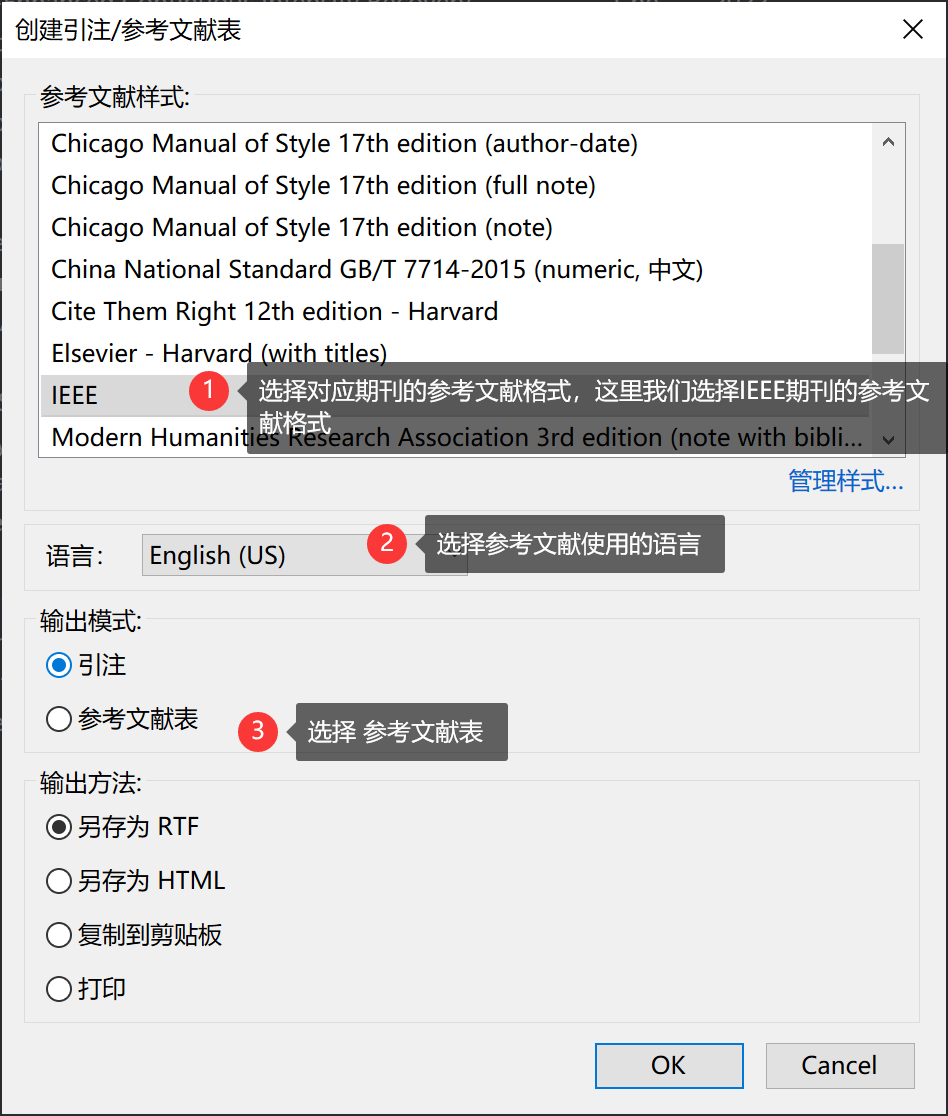 创建引注/参考文献表
参考文献样式:
Chicago Manual of Style 17th edition (author-date)
Chicago Manual of Style 17th edition (full note)
Chicago Manual of Style 17th edition (note)
China National Standard GB/T 7714-2015 (numeric, 中文)
Cite Them Right 12th edition - Harvard
Elsevier - Harvard (with titles)
IEEE
1
选择对应期刊的参考文献格式，这里我们选择IEEE期刊的参考文
献格式
Modern Humanities Research Association 3rd edition (note with bibli...
管理样式...
语言：
English (US)
2
选择参考文献使用的语言
输出模式:
引注
参考文献表
3
选择 参考文献表
输出方法:
另存为 RTF
另存为 HTML
复制到剪贴板
打印
OK
Cancel